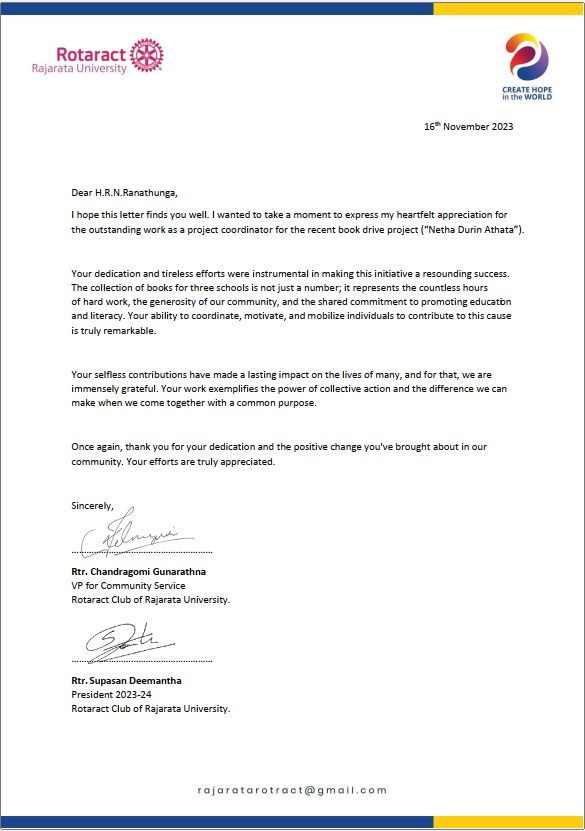 Rotaract
Rajarata University
CREATE HOPE
in the WORLD
16th November 2023
Dear H.R.N.Ranathunga,
I hope this letter finds you well. I wanted to take a moment to express my heartfelt appreciation for
the outstanding work as a project coordinator for the recent book drive project (“Netha Durin Athata”).
Your dedication and tireless efforts were instrumental in making this initiative a resounding success.
The collection of books for three schools is not just a number; it represents the countless hours
of hard work, the generosity of our community, and the shared commitment to promoting education
and literacy. Your ability to coordinate, motivate, and mobilize individuals to contribute to this cause
is truly remarkable.
Your selfless contributions have made a lasting impact on the lives of many, and for that, we are
immensely grateful. Your work exemplifies the power of collective action and the difference we can
make when we come together with a common purpose.
Once again, thank you for your dedication and the positive change you've brought about in our
community. Your efforts are truly appreciated.
Sincerely,
Rtr. Chandragomi Gunarathna
VP for Community Service
Rotaract Club of Rajarata University.
Rtr. Supasan Deemantha
President 2023-24
Rotaract Club of Rajarata University.
rajaratarotract@gmail.com